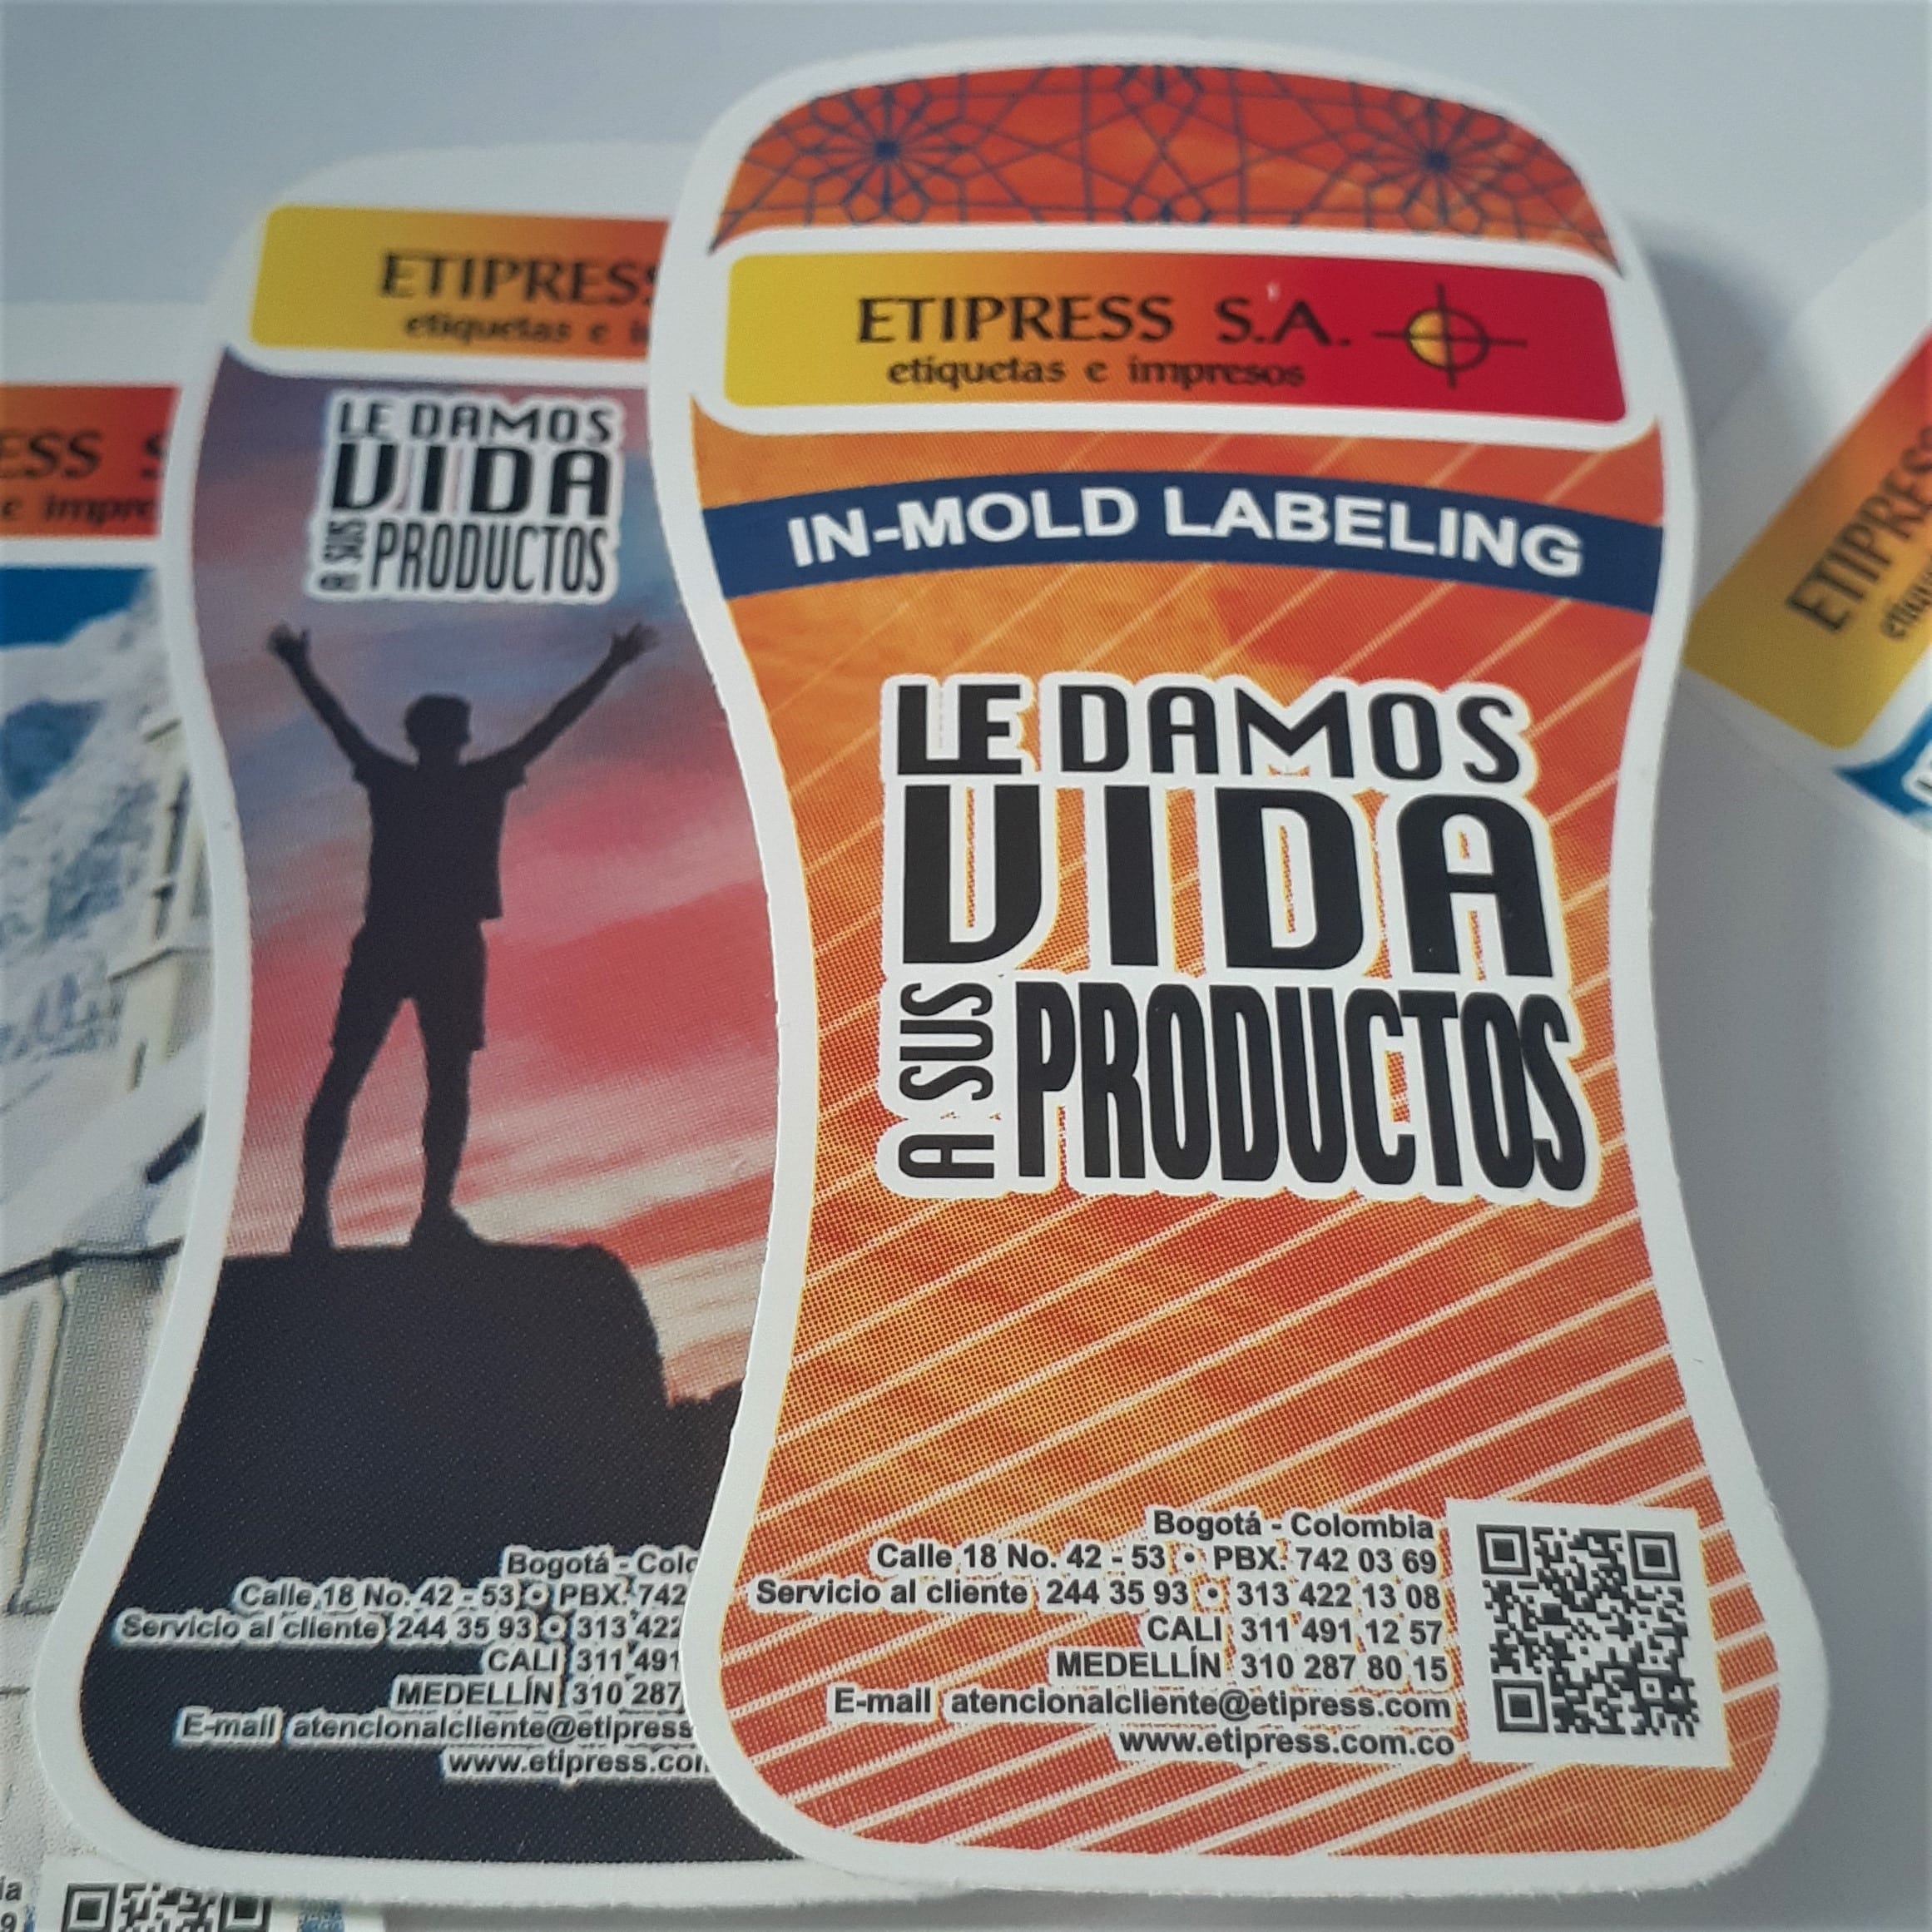 ETIPRESS S.A.
etiquetas e impresos
IN-MOLD LABELING
LE DAMOS
VIDA
A SUS PRODUCTOS
Bogotá - Colombia
Calle 18 No. 42 - 53 • PBX. 742 03 69
Servicio al cliente 244 35 93 • 313 422 13 08
CALI 311 491 12 57
MEDELLÍN 310 287 80 15
E-mail atencionalcliente@etipress.com
www.etipress.com.co
ETIPRESS
etiquetas e
LE DAMOS
VIDA
A SUS PRODUCTOS
Bogotá - Colo
Calle 18 No. 42 - 53 • PBX. 742
Servicio al cliente 244 35 93 • 313 422
CALI 311 491
MEDELLÍN 310 287
E-mail atencionalcliente@etipress
www.etipress.co
ESS S
e impre
ETIPRESS